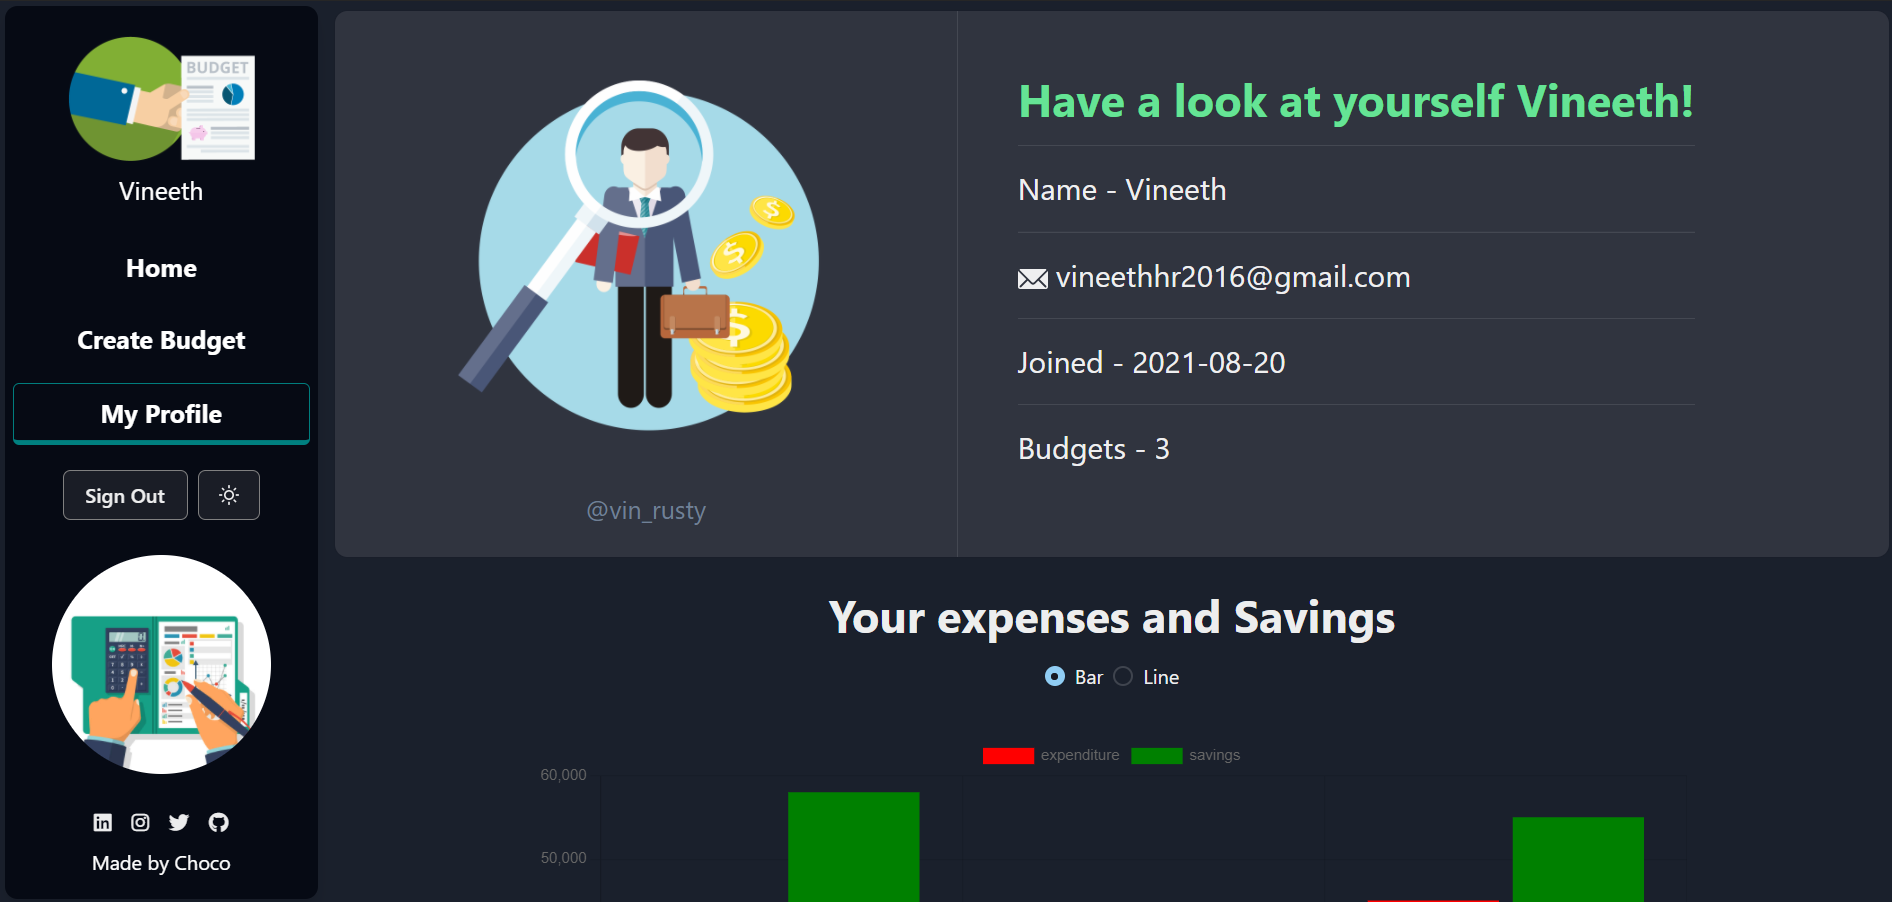 BUDGET
Vineeth
Home
Create Budget
My Profile
Sign Out
Made by Choco
@vin_rusty
Have a look at yourself Vineeth!
Name - Vineeth
vineethhr2016@gmail.com
Joined - 2021-08-20
Budgets - 3
Your expenses and Savings
Bar Line
expenditure savings
60,000
50,000